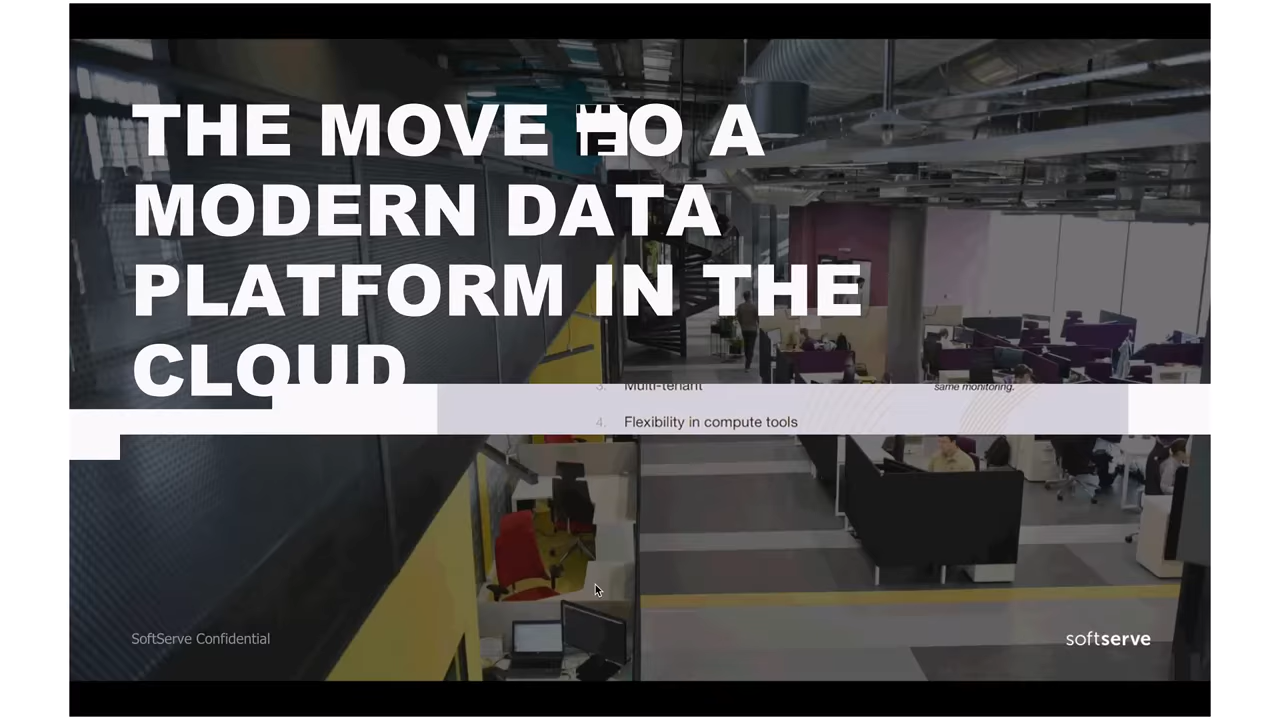 THE MOVE TO A
MODERN DATA
PLATFORM IN THE
CLOUD
3. Multi-tenant
same monitoring.
4. Flexibility in compute tools
SoftServe Confidential
softserve